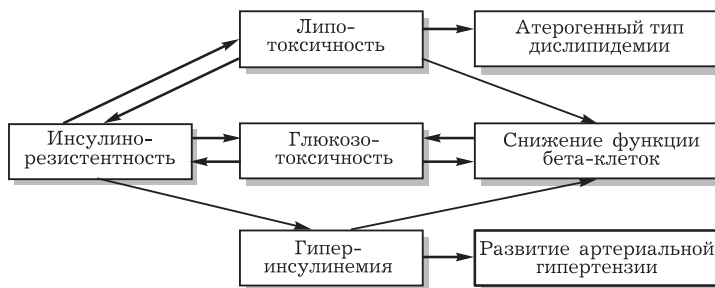 Липо-
токсичность
Атерогенный тип
дислипидемии
Инсулино-
резистентность
Глюкозо-
токсичность
Снижение функции
бета-клеток
Гипер-
инсулинемия
Развитие артериальной
гипертензии